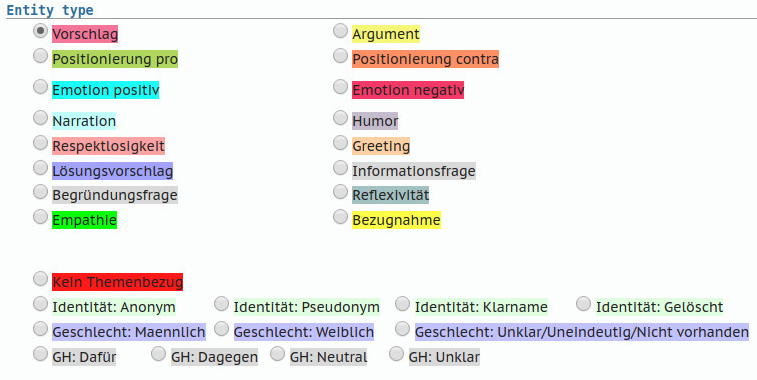 Entity type
Vorschlag Argument
Positionierung pro Positionierung contra
Emotion positiv Emotion negativ
Narration Humor
Respektlosigkeit Greeting
Lösungsvorschlag Informationsfrage
Begründungsfrage Reflexivität
Empathie Bezugnahme
Kein Themenbezug
Identität: Anonym Identität: Pseudonym Identität: Klarname Identität: Gelöscht
Geschlecht: Maennlich Geschlecht: Weiblich Geschlecht: Unklar/Uneindeutig/Nicht vorhanden
GH: Dafür GH: Dagegen GH: Neutral GH: Unklar